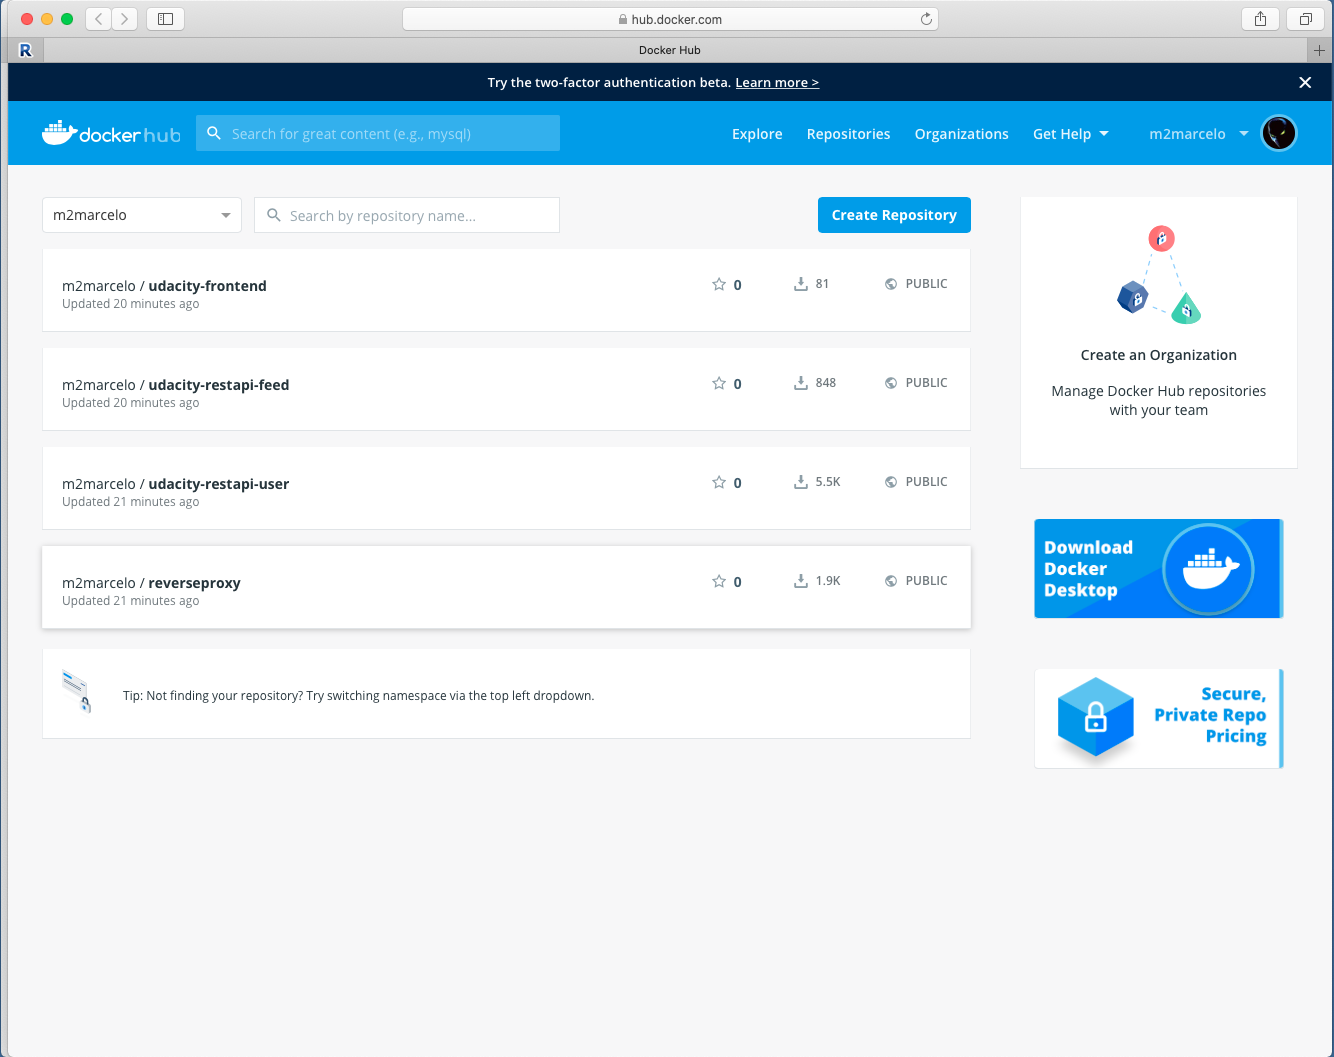 hub.docker.com
R
Docker Hub
Try the two-factor authentication beta. Learn more >
docker hub
Search for great content (e.g., mysql)
Explore
Repositories
Organizations
Get Help
m2marcelo
m2marcelo
Search by repository name...
Create Repository
m2marcelo / udacity-frontend
Updated 20 minutes ago
0
81
PUBLIC
m2marcelo / udacity-restapi-feed
Updated 20 minutes ago
0
848
PUBLIC
m2marcelo / udacity-restapi-user
Updated 21 minutes ago
0
5.5K
PUBLIC
m2marcelo / reverseproxy
Updated 21 minutes ago
0
1.9K
PUBLIC
Tip: Not finding your repository? Try switching namespace via the top left dropdown.
Create an Organization
Manage Docker Hub repositories
with your team
Download
Docker
Desktop
Secure,
Private Repo
Pricing